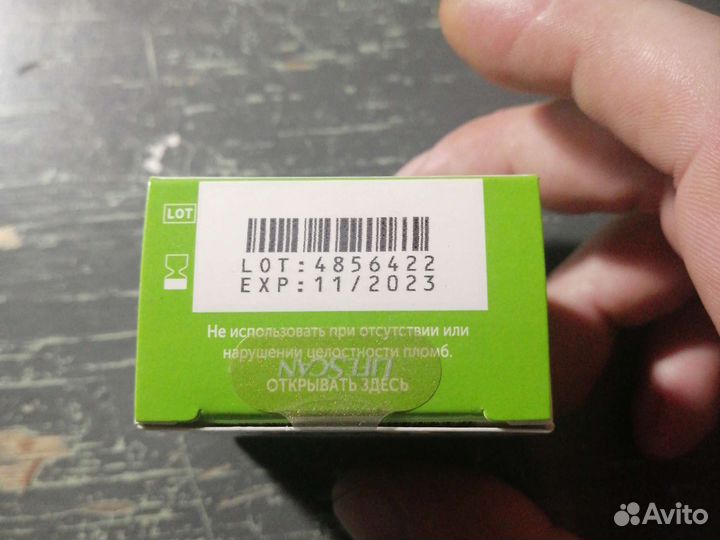 LOT
LOT:4856422
EXP:11/2023
Не использовать при отсутствии или
нарушении целостности пломб.
LIFESCAN
ОТКРЫВАТЬ ЗДЕСЬ
Avito